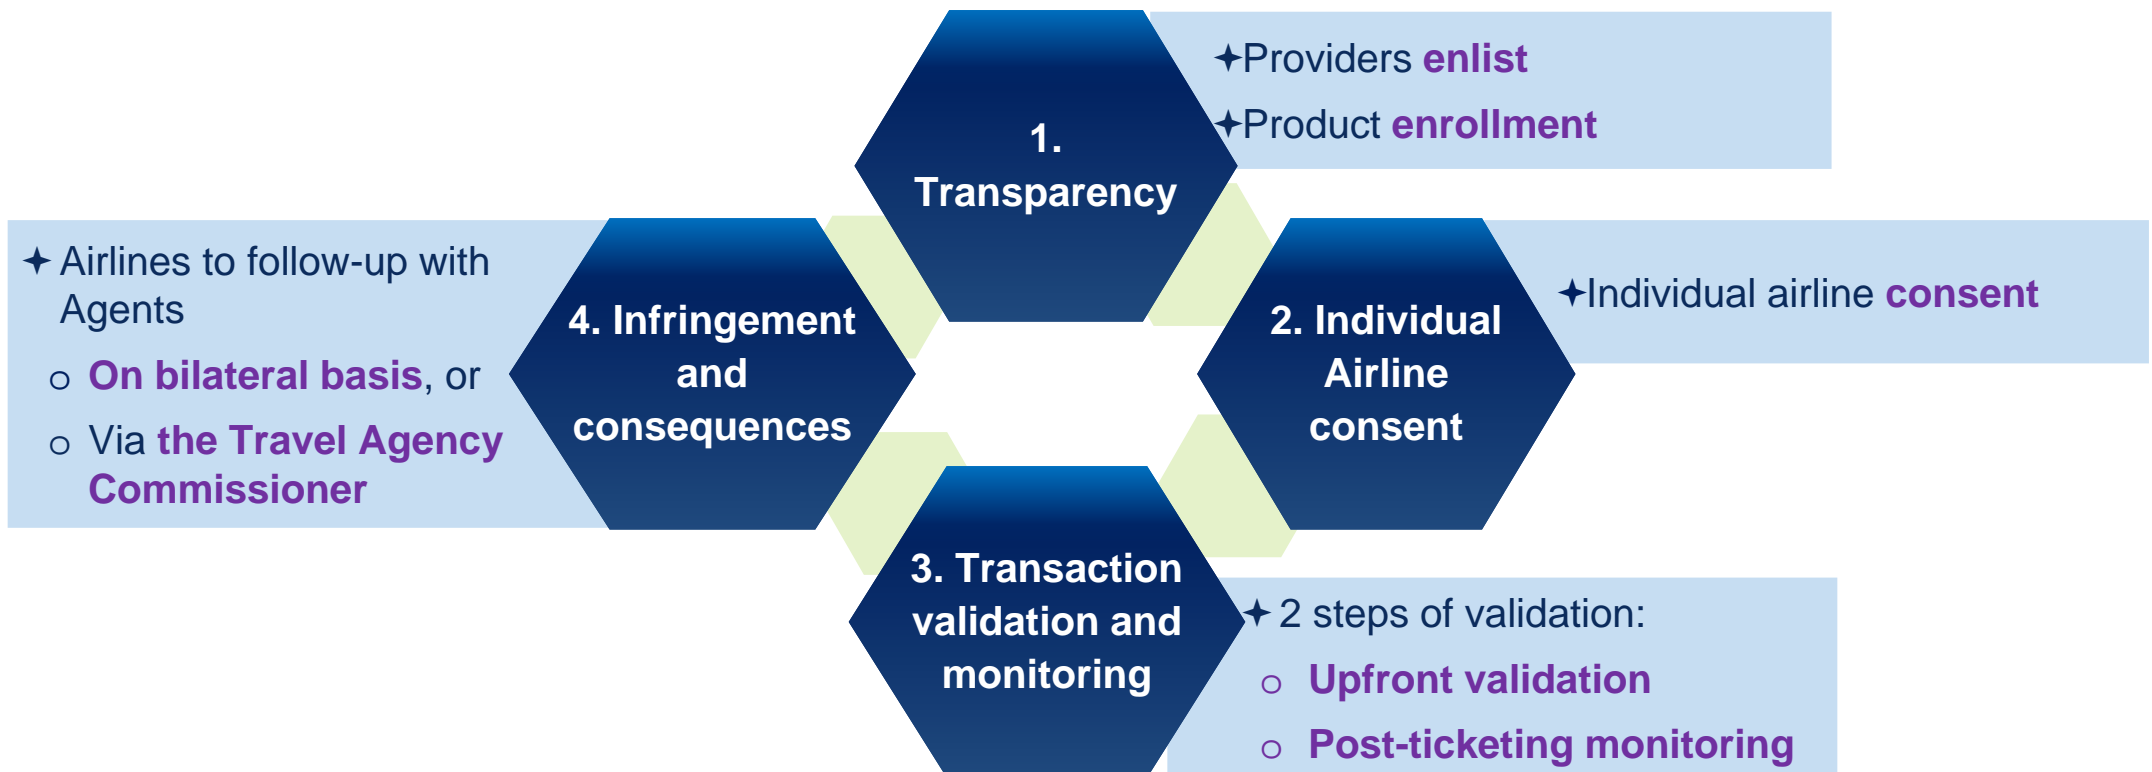 1.
Transparency
Providers enlist
Product enrollment
2. Individual
Airline
consent
Individual airline consent
3. Transaction
validation and
monitoring
2 steps of validation:
o Upfront validation
o Post-ticketing monitoring
4. Infringement
and
consequences
Airlines to follow-up with
Agents
o On bilateral basis, or
o Via the Travel Agency
Commissioner